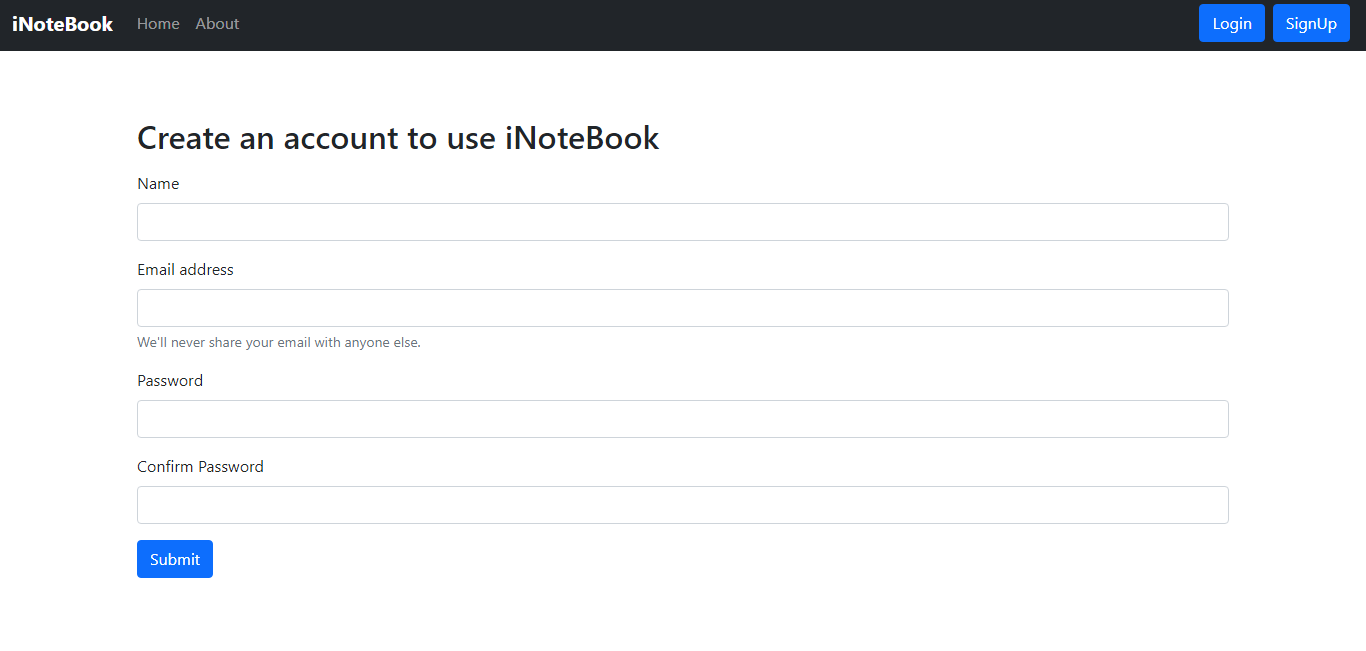 iNoteBook Home About Login SignUp
Create an account to use iNoteBook
Name
Email address
We'll never share your email with anyone else.
Password
Confirm Password
Submit